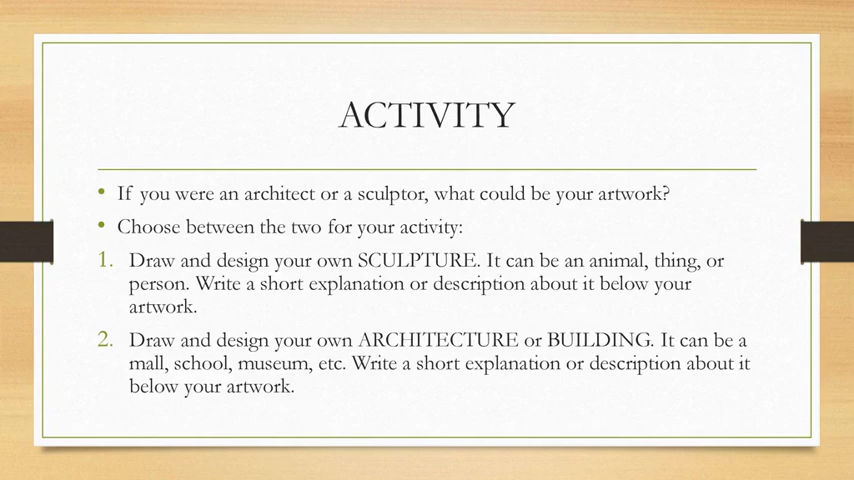 ACTIVITY
• If you were an architect or a sculptor, what could be your artwork?
• Choose between the two for your activity:
1. Draw and design your own SCULPTURE. It can be an animal, thing, or
person. Write a short explanation or description about it below your
artwork.
2. Draw and design your own ARCHITECTURE or BUILDING. It can be a
mall, school, museum, etc. Write a short explanation or description about it
below your artwork.